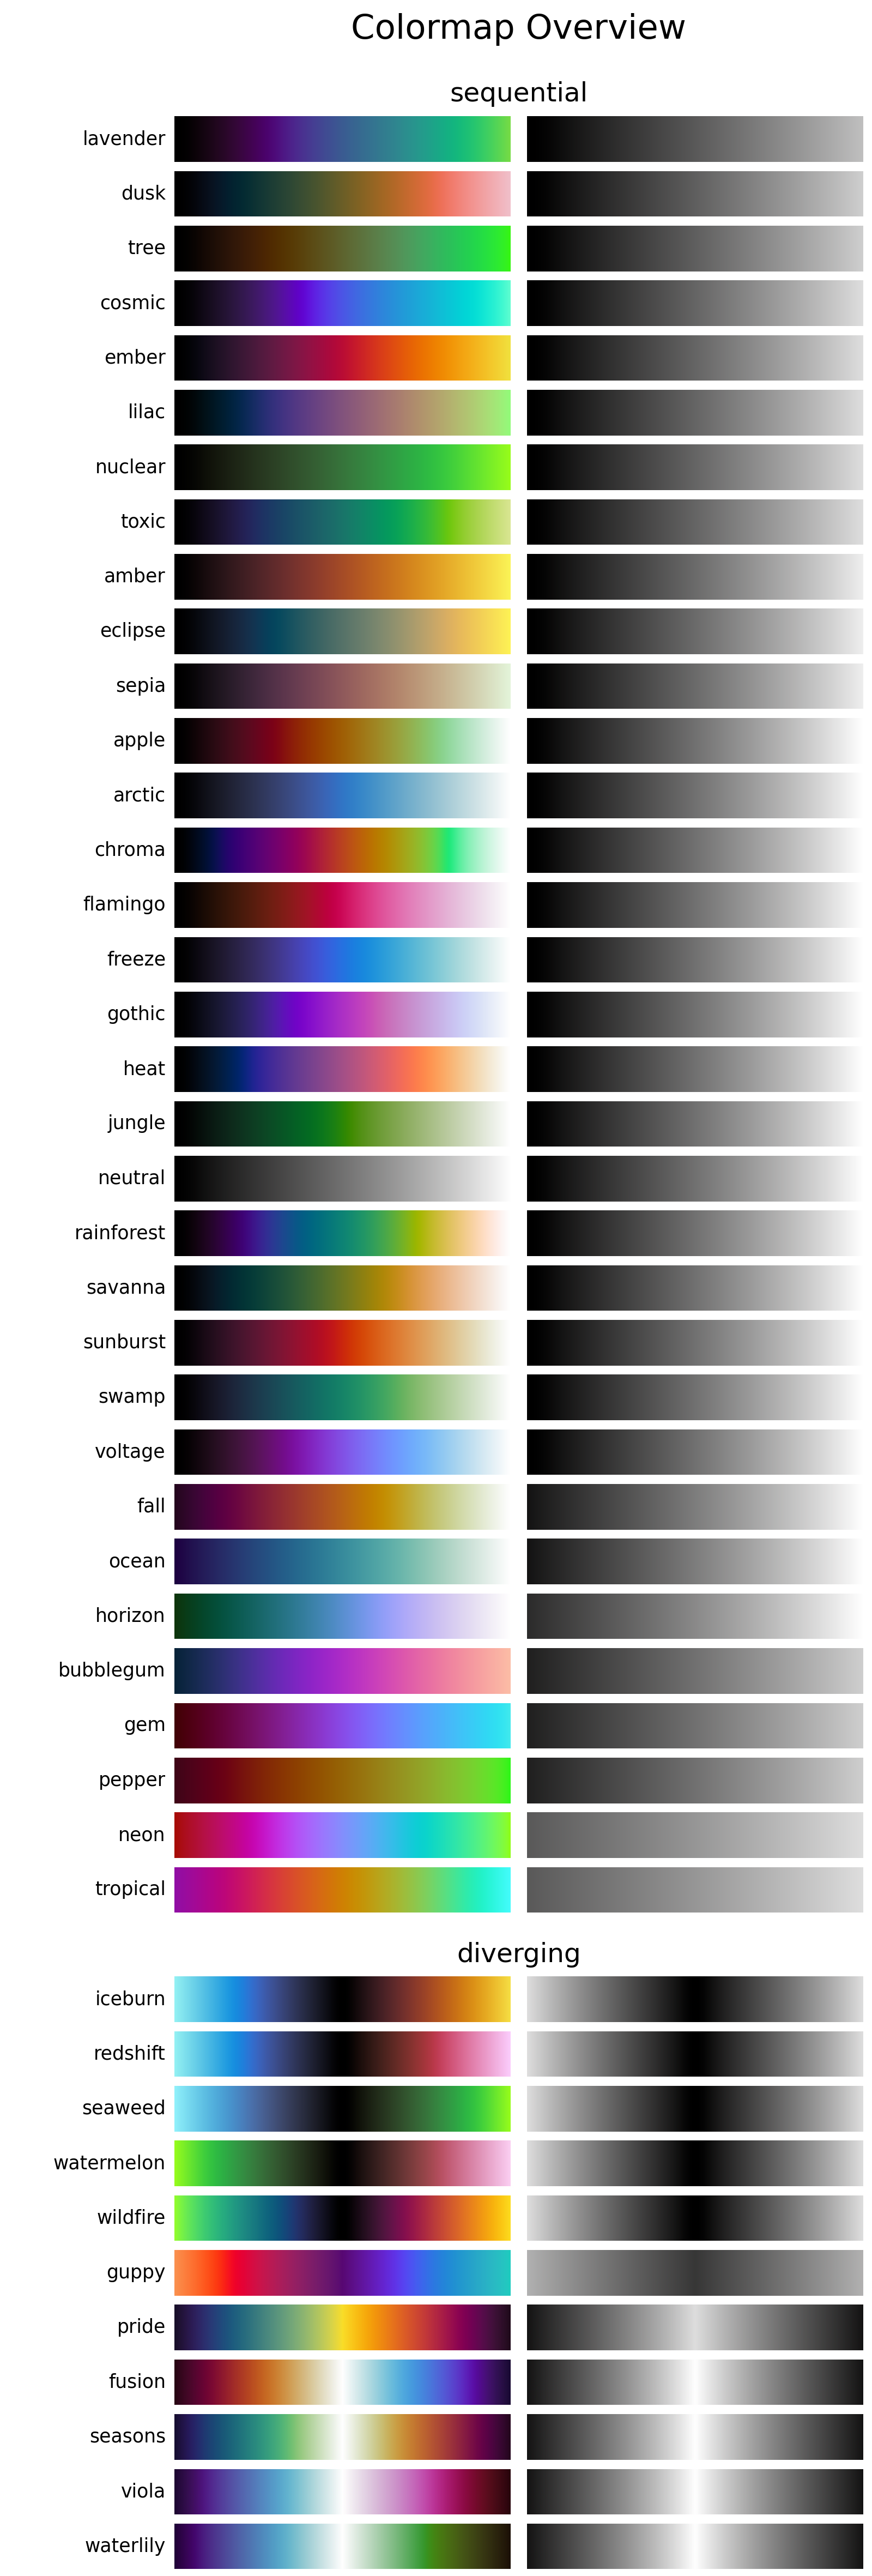 Colormap Overview
sequential
lavender
dusk
tree
cosmic
ember
lilac
nuclear
toxic
amber
eclipse
sepia
apple
arctic
chroma
flamingo
freeze
gothic
heat
jungle
neutral
rainforest
savanna
sunburst
swamp
voltage
fall
ocean
horizon
bubblegum
gem
pepper
neon
tropical
diverging
iceburn
redshift
seaweed
watermelon
wildfire
guppy
pride
fusion
seasons
viola
waterlily